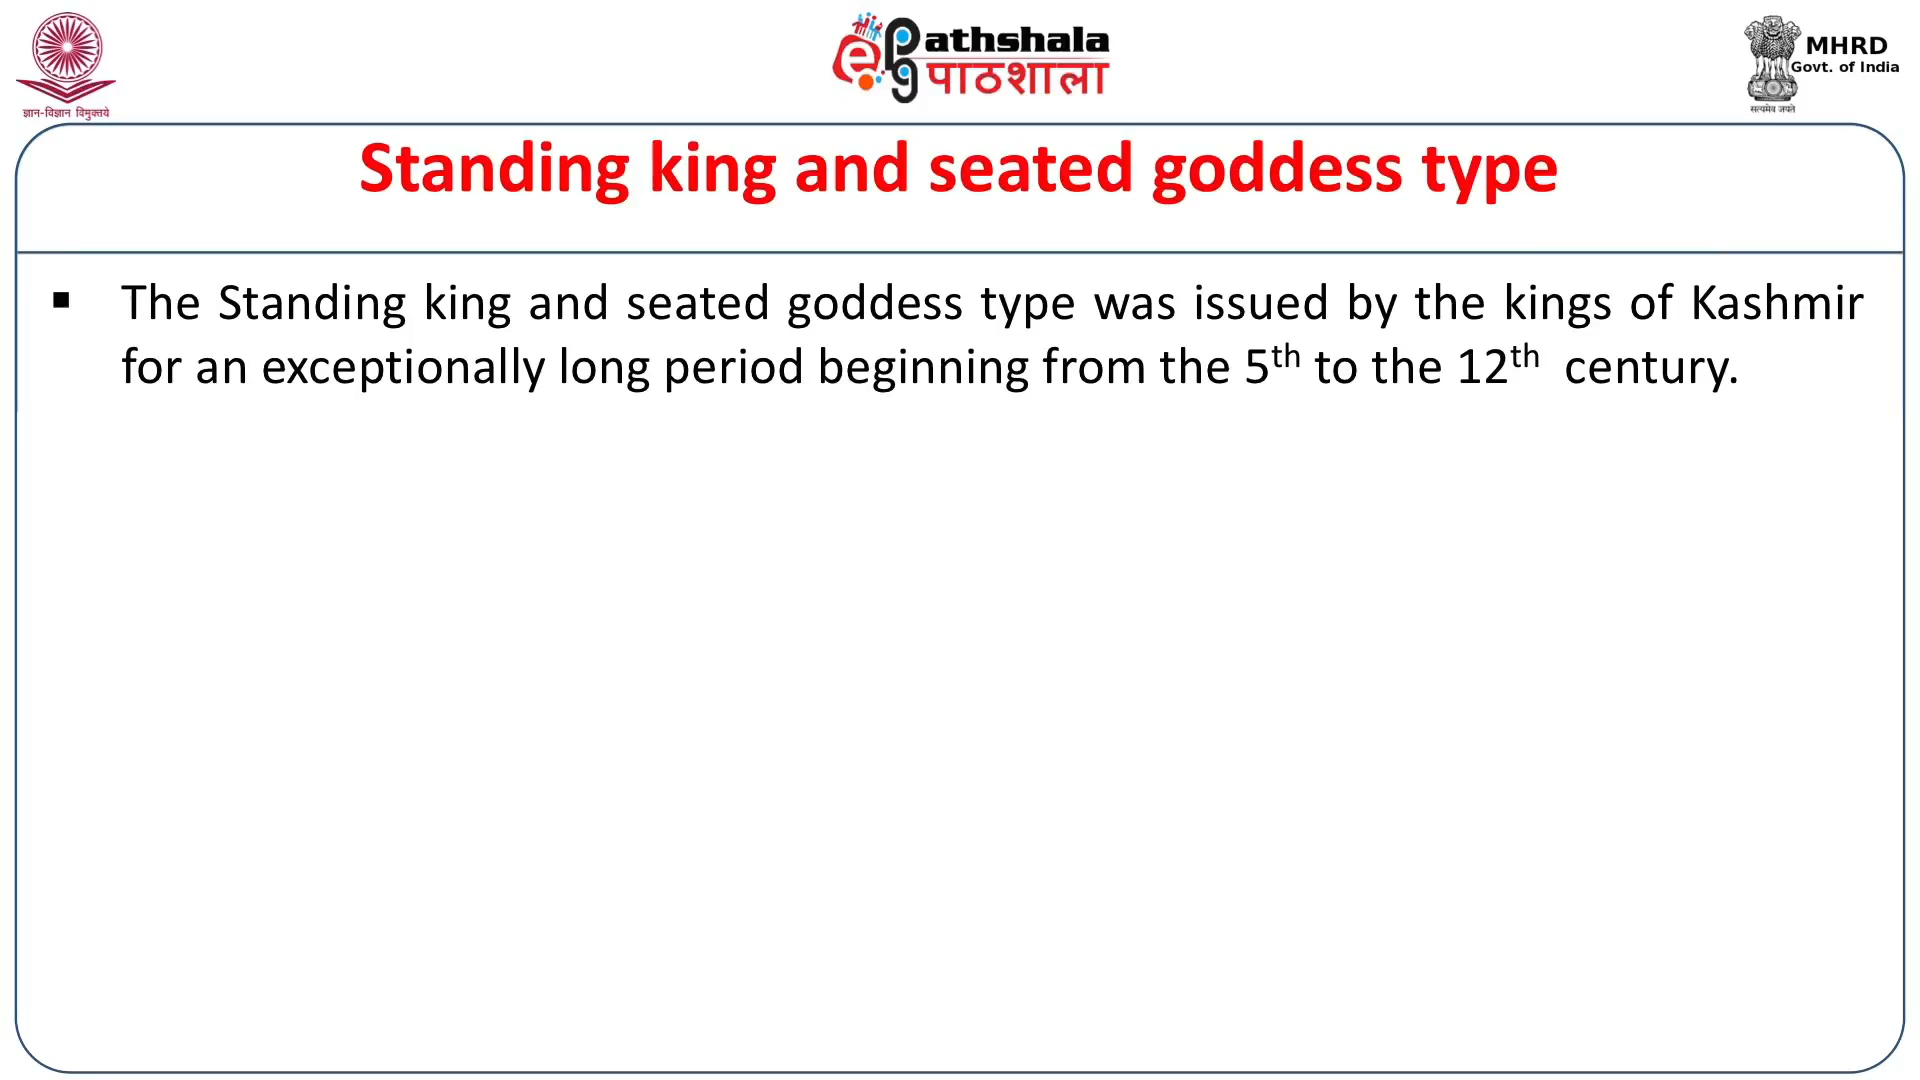 ePathshala
पाठशाला
MHRD
Govt. of India
ज्ञान-विज्ञान विमुक्तये
सत्यमेव जयते
Standing king and seated goddess type
▪ The Standing king and seated goddess type was issued by the kings of Kashmir
for an exceptionally long period beginning from the 5th to the 12th century.